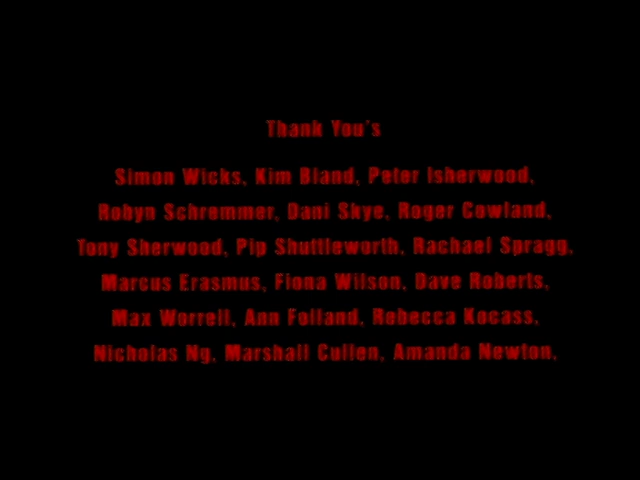 Thank You's
Simon Wicks, Kim Bland, Peter Isherwood,
Robyn Schremmer, Dani Skye, Roger Cowland,
Tony Sherwood, Pip Shuttleworth, Rachael Spragg,
Marcus Erasmus, Fiona Wilson, Dave Roberts,
Max Worrell, Ann Folland, Rebecca Kocass,
Nicholas Ng, Marshall Cullen, Amanda Newton,